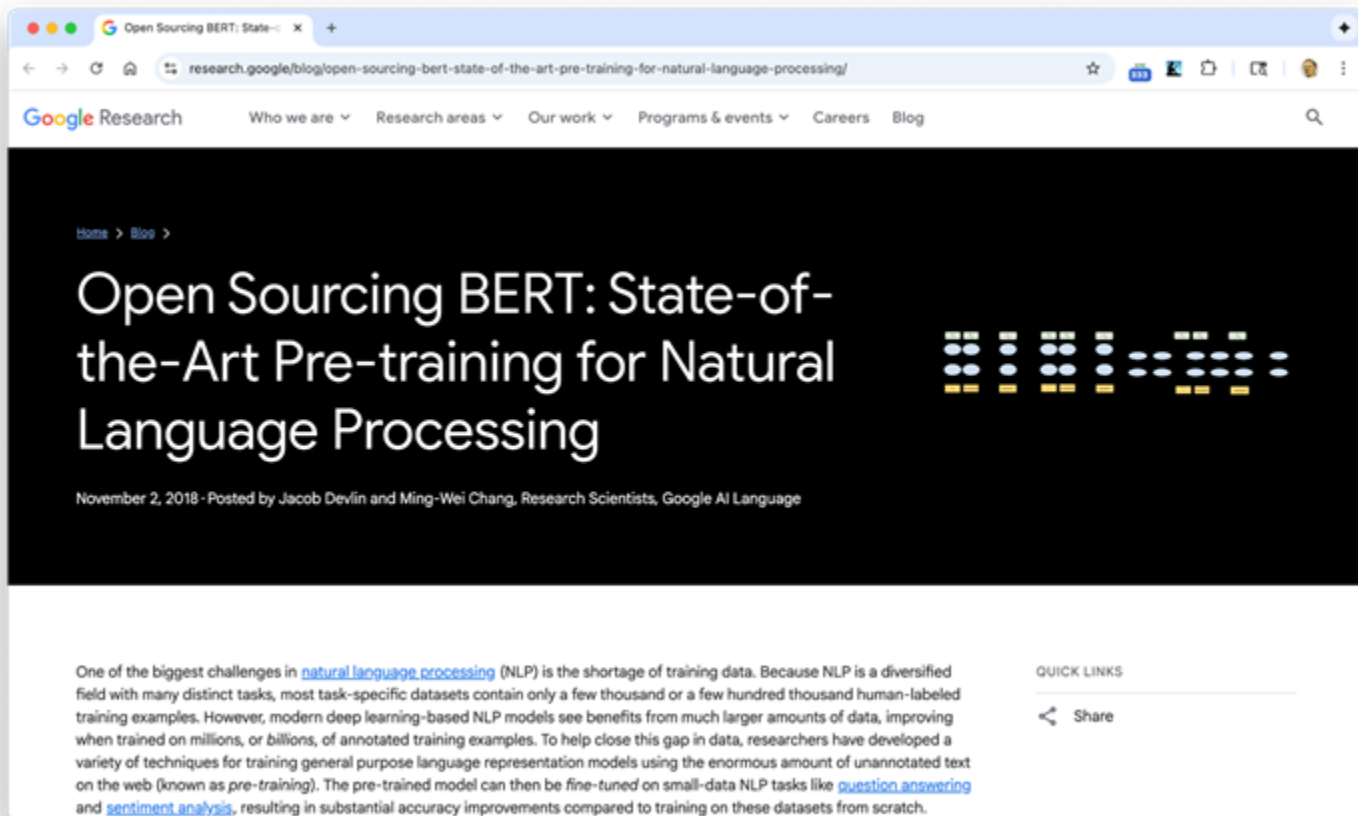 Open Sourcing BERT: State-o
research.google/blog/open-sourcing-bert-state-of-the-art-pre-training-for-natural-language-processing/
Google Research Who we are Research areas Our work Programs & events Careers Blog
Home > Blog >
Open Sourcing BERT: State-of-
the-Art Pre-training for Natural
Language Processing
November 2, 2018 · Posted by Jacob Devlin and Ming-Wei Chang, Research Scientists, Google AI Language
One of the biggest challenges in natural language processing (NLP) is the shortage of training data. Because NLP is a diversified
field with many distinct tasks, most task-specific datasets contain only a few thousand or a few hundred thousand human-labeled
training examples. However, modern deep learning-based NLP models see benefits from much larger amounts of data, improving
when trained on millions, or billions, of annotated training examples. To help close this gap in data, researchers have developed a
variety of techniques for training general purpose language representation models using the enormous amount of unannotated text
on the web (known as pre-training). The pre-trained model can then be fine-tuned on small-data NLP tasks like question answering
and sentiment analysis, resulting in substantial accuracy improvements compared to training on these datasets from scratch.
QUICK LINKS
Share